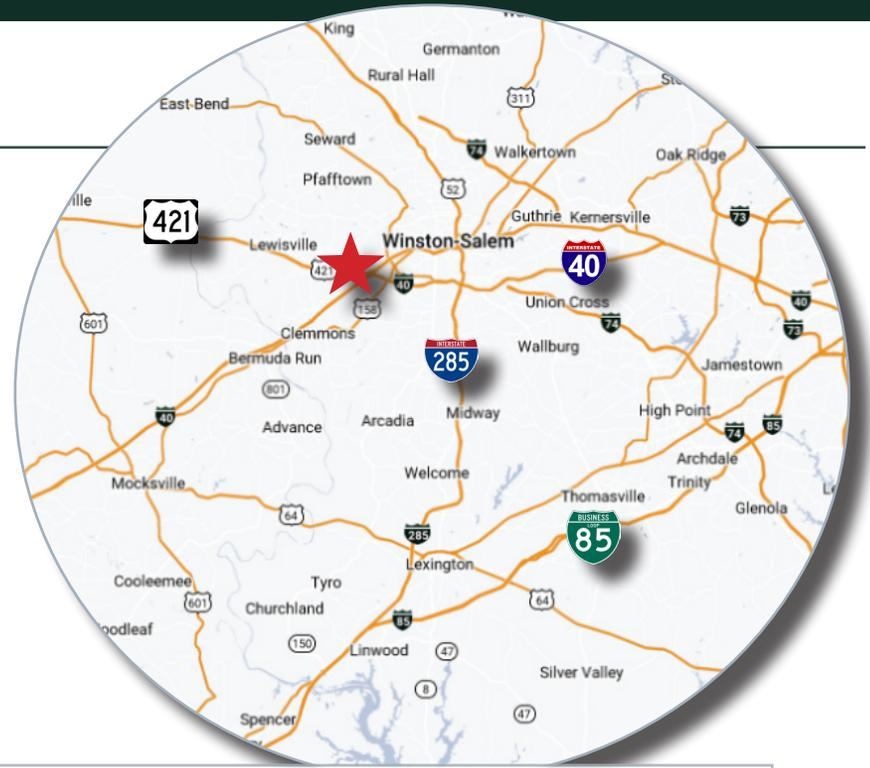 King
Germanton
Rural Hall
311
East Bend
Seward
74
Walkertown
Oak Ridge
Pfafftown
52
421
Guthrie
Kernersville
73
Lewisville
Winston-Salem
421
40
INTERSTATE
40
158
Union Cross
40
601
74
73
Clemmons
Bermuda Run
INTERSTATE
285
Wallburg
Jamestown
801
40
Advance
Arcadia
Midway
High Point
74
85
Archdale
Welcome
Trinity
Mocksville
Thomasville
64
Glenola
BUSINESS
LOOP
85
285
Lexington
Cooleemee
Tyro
601
Churchland
64
85
150
Linwood
47
Silver Valley
8
47
Spencer